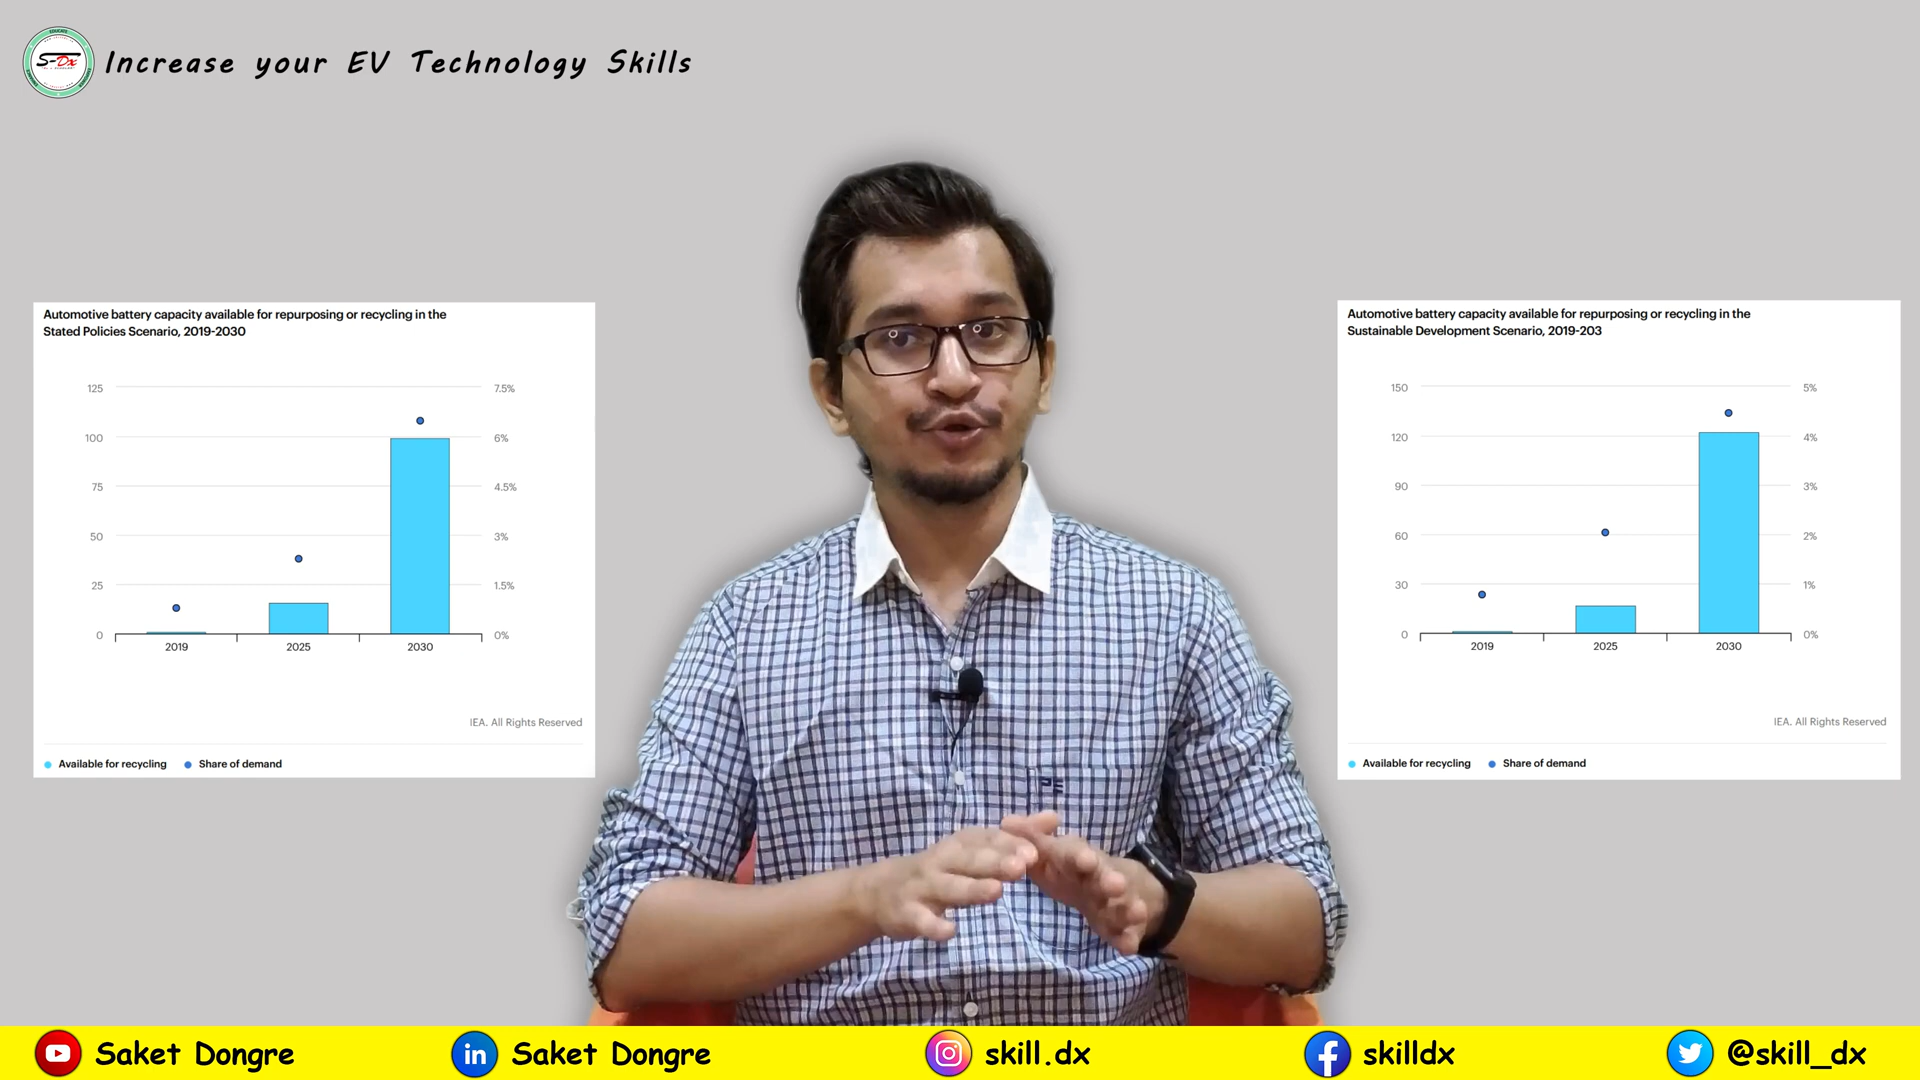 S-Dx
Increase your EV Technology Skills
Automotive battery capacity available for repurposing or recycling in the
Stated Policies Scenario, 2019-2030
125
100
75
50
25
0
7.5%
6%
4.5%
3%
1.5%
0%
2019 2025 2030
IEA. All Rights Reserved
Available for recycling Share of demand
Automotive battery capacity available for repurposing or recycling in the
Sustainable Development Scenario, 2019-203
150
120
90
60
30
0
5%
4%
3%
2%
1%
0%
2019 2025 2030
IEA. All Rights Reserved
Available for recycling Share of demand
Saket Dongre
in Saket Dongre
skill.dx
f skilldx
@skill_dx